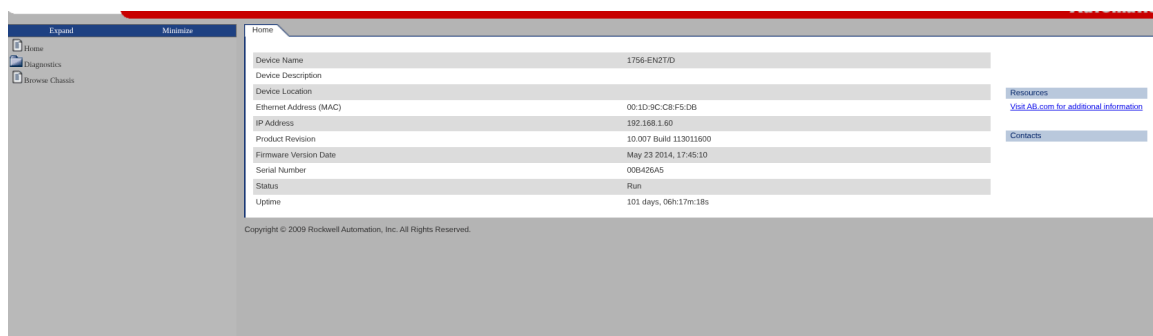 Expand Minimize
Home
Diagnostics
Browse Chassis
Home
Device Name 1756-EN2T/D
Device Description
Device Location
Ethernet Address (MAC) 00:1D:9C:C8:F5:DB
IP Address 192.168.1.60
Product Revision 10.007 Build 113011600
Firmware Version Date May 23 2014, 17:45:10
Serial Number 00B426A5
Status Run
Uptime 101 days, 06h:17m:18s
Resources
Visit AB.com for additional information
Contacts
Copyright © 2009 Rockwell Automation, Inc. All Rights Reserved.